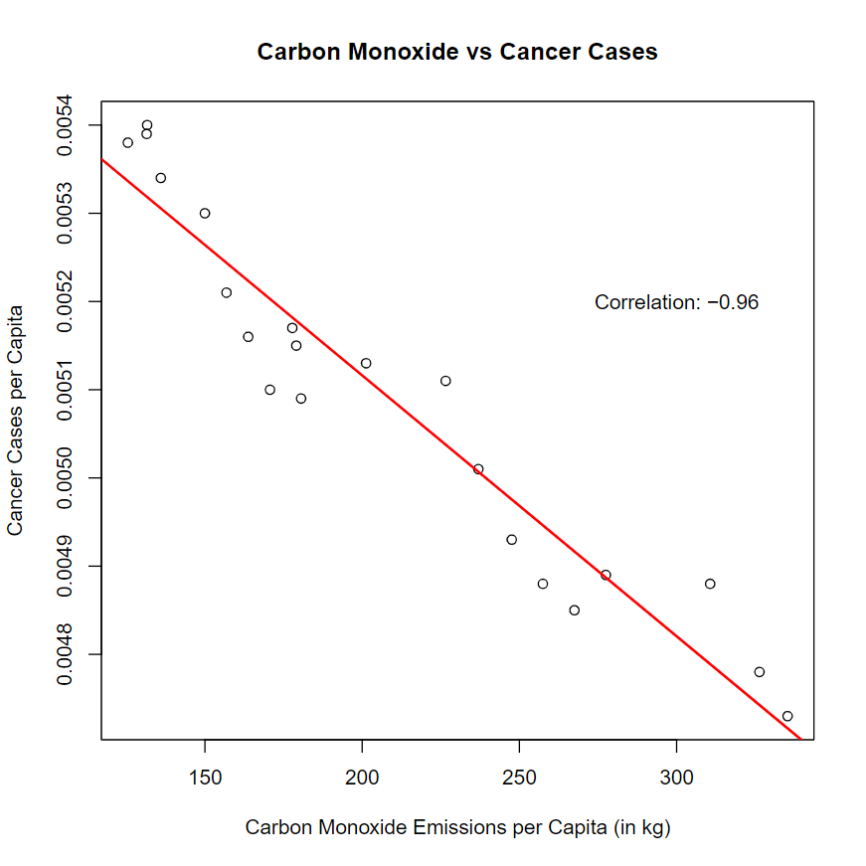 Carbon Monoxide vs Cancer Cases
0.0054
0.0053
0.0052
0.0051
0.0050
0.0049
0.0048
Cancer Cases per Capita
Correlation: −0.96
150 200 250 300
Carbon Monoxide Emissions per Capita (in kg)